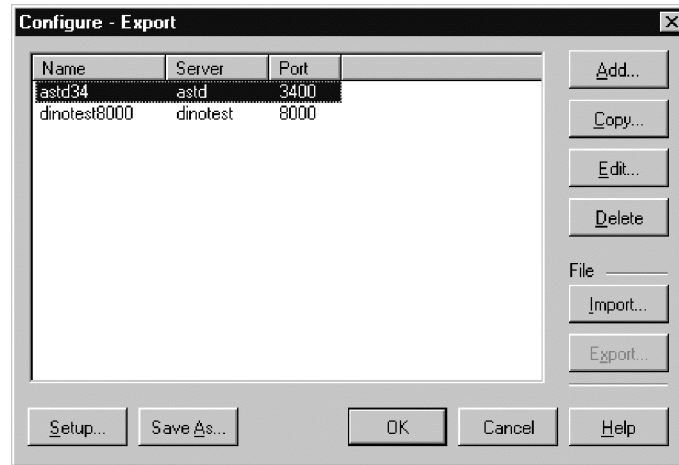 Configure - Export
Name Server Port
astd34 astd 3400
dinotest8000 dinotest 8000
Add...
Copy...
Edit...
Delete
File
Import...
Export...
Setup... Save As... OK Cancel Help